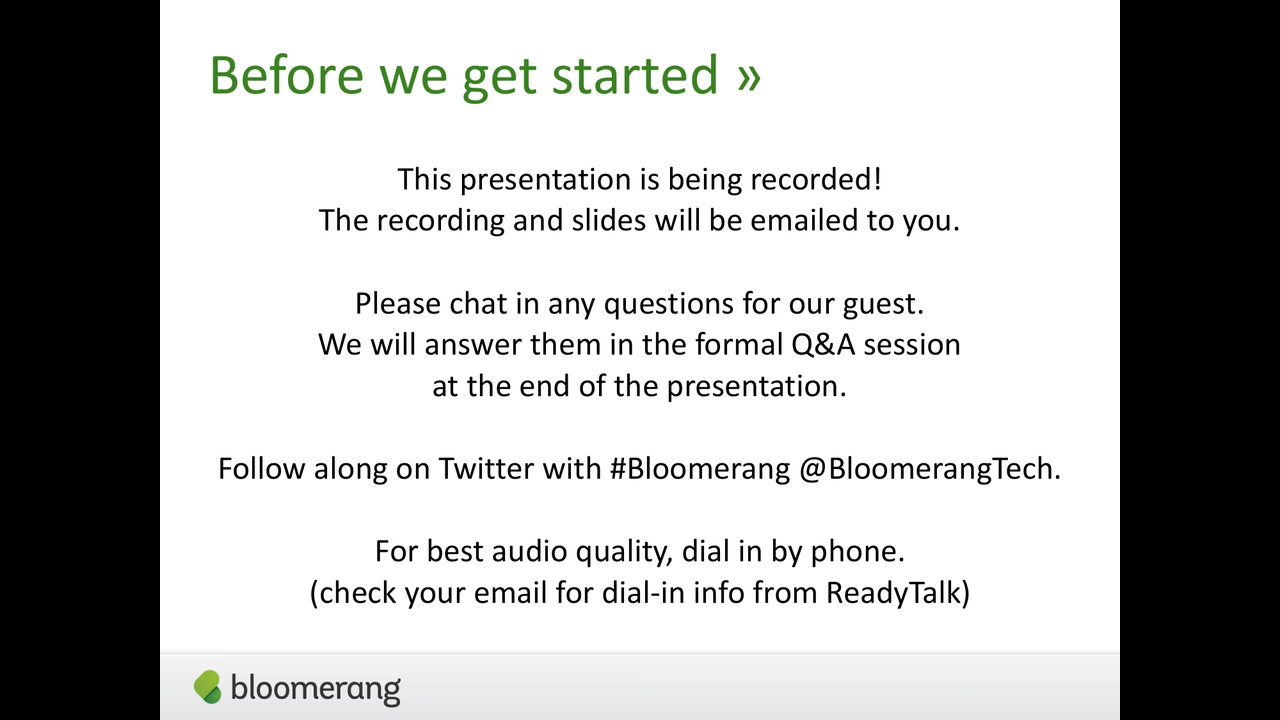 Before we get started »
This presentation is being recorded!
The recording and slides will be emailed to you.
Please chat in any questions for our guest.
We will answer them in the formal Q&A session
at the end of the presentation.
Follow along on Twitter with #Bloomerang @BloomerangTech.
For best audio quality, dial in by phone.
(check your email for dial-in info from ReadyTalk)
bloomerang